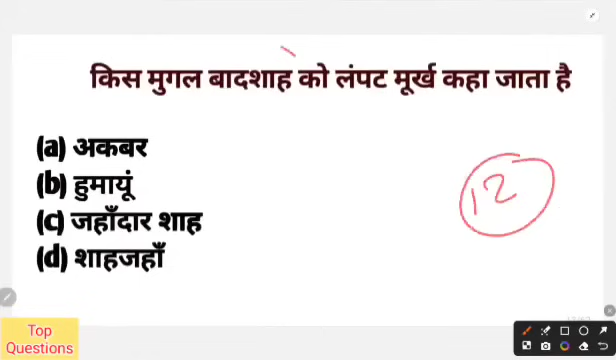 किस मुगल बादशाह को लंपट मूर्ख कहा जाता है
(a) अकबर
(b) हुमायूं
(c) जहाँदार शाह
(d) शाहजहाँ
12
Top
Questions